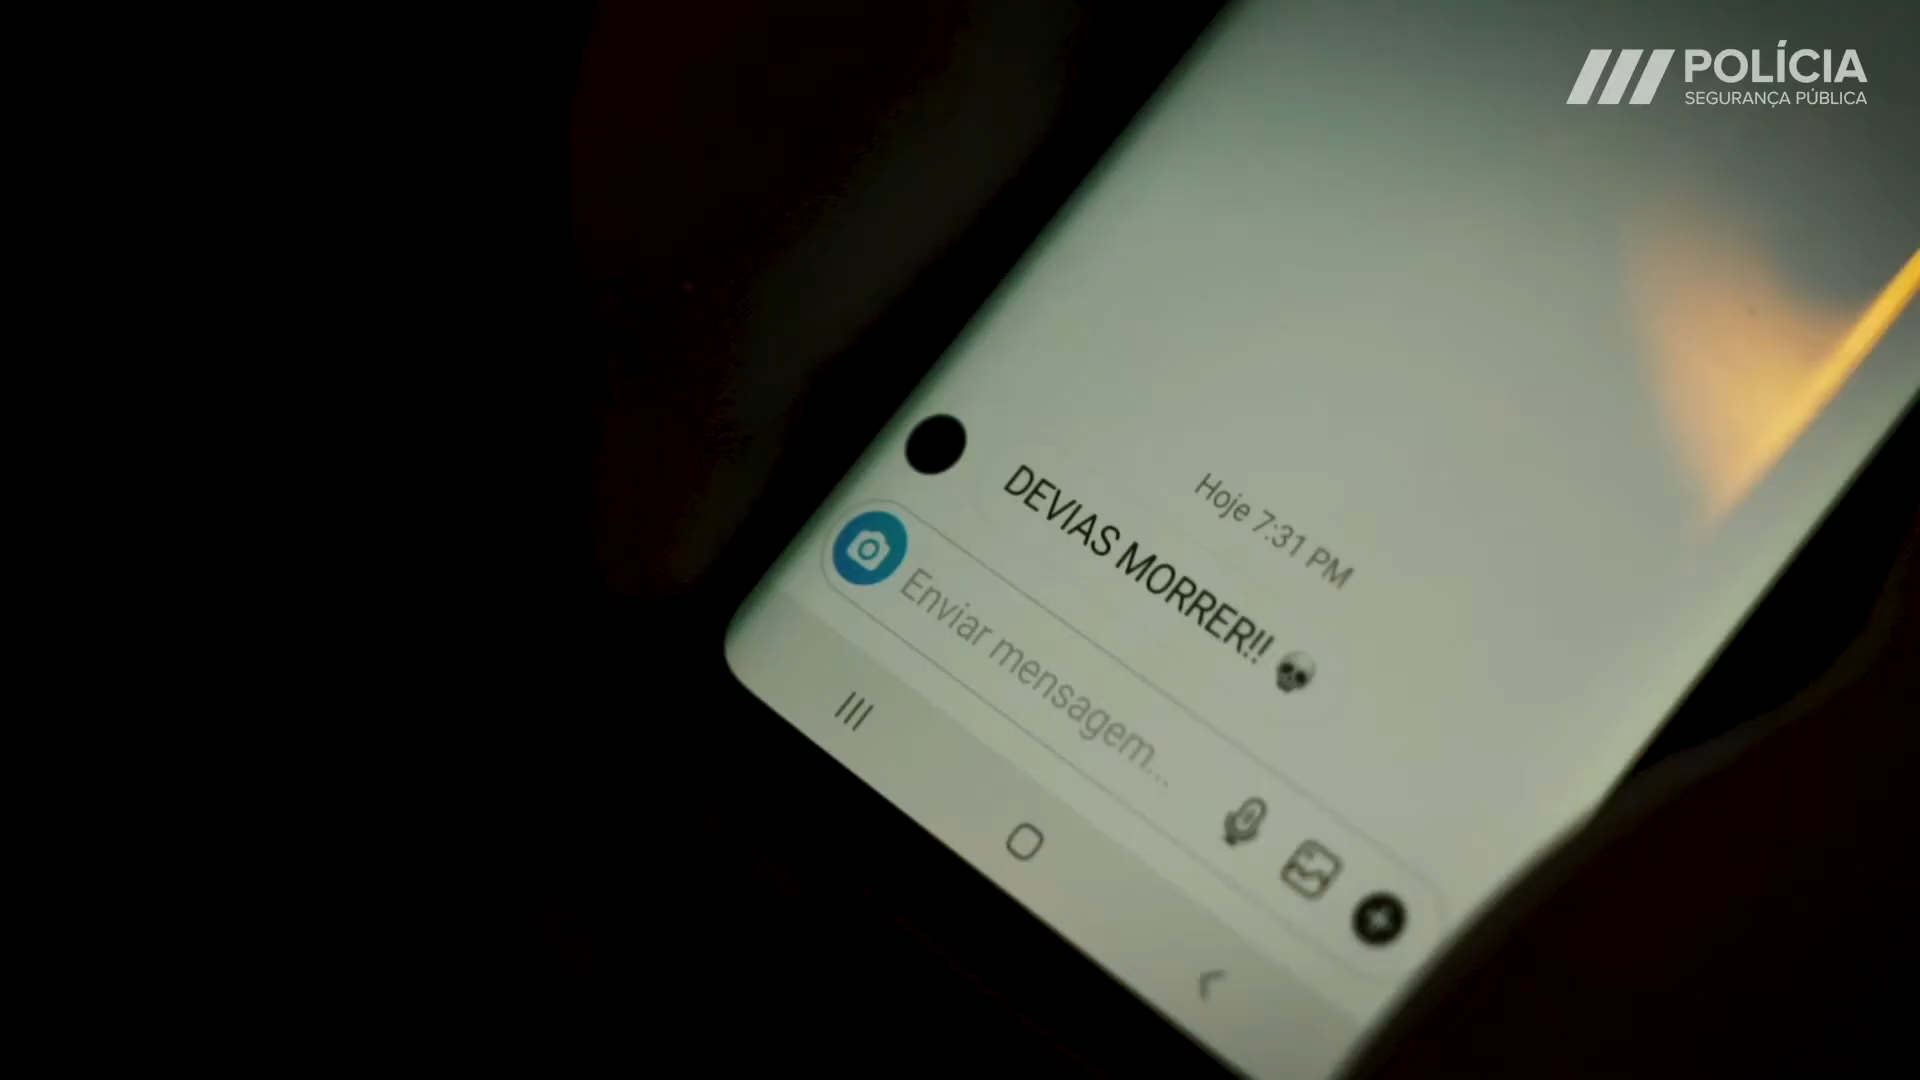 POLÍCIA
SEGURANÇA PÚBLICA
Hoje 7:31 PM
DEVIAS MORRER!! 💀
Enviar mensagem...